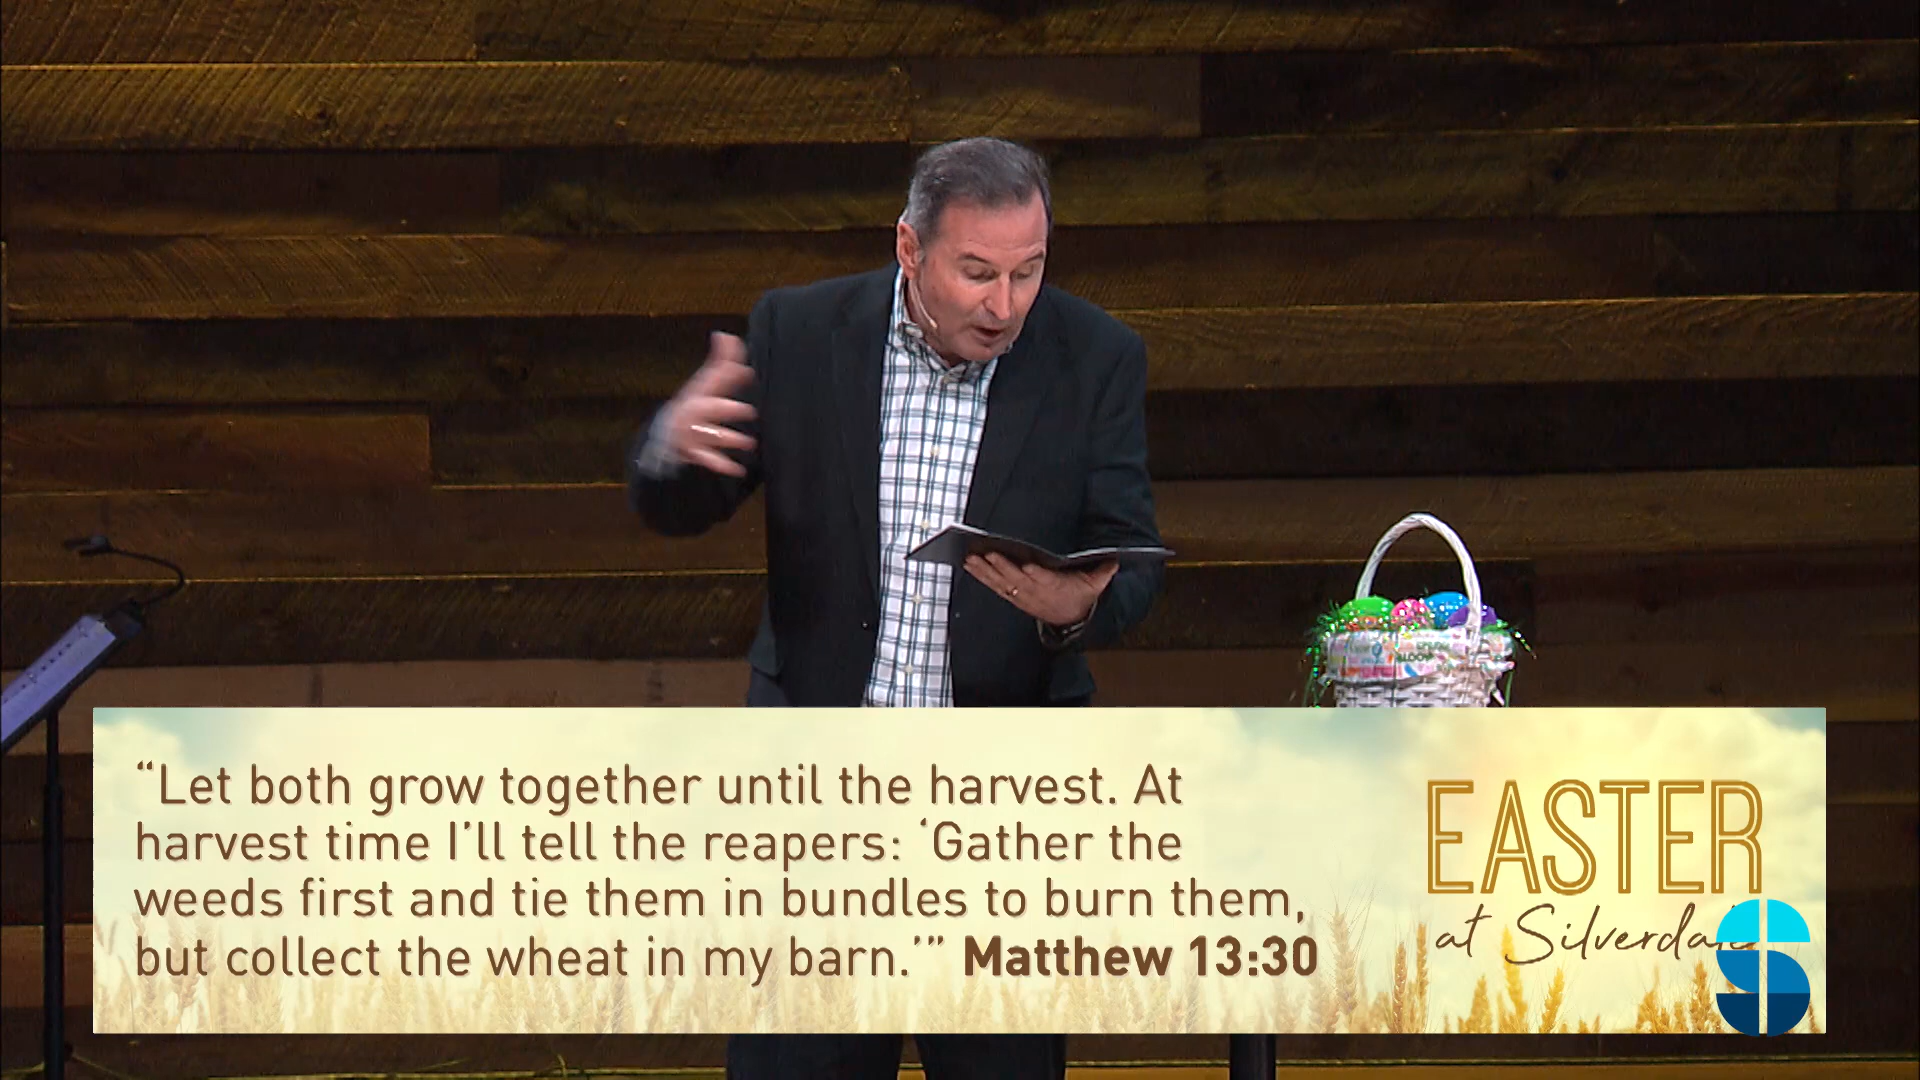 “Let both grow together until the harvest. At
harvest time I’ll tell the reapers: ‘Gather the
weeds first and tie them in bundles to burn them,
but collect the wheat in my barn.’” Matthew 13:30
EASTER
at Silverdale
S